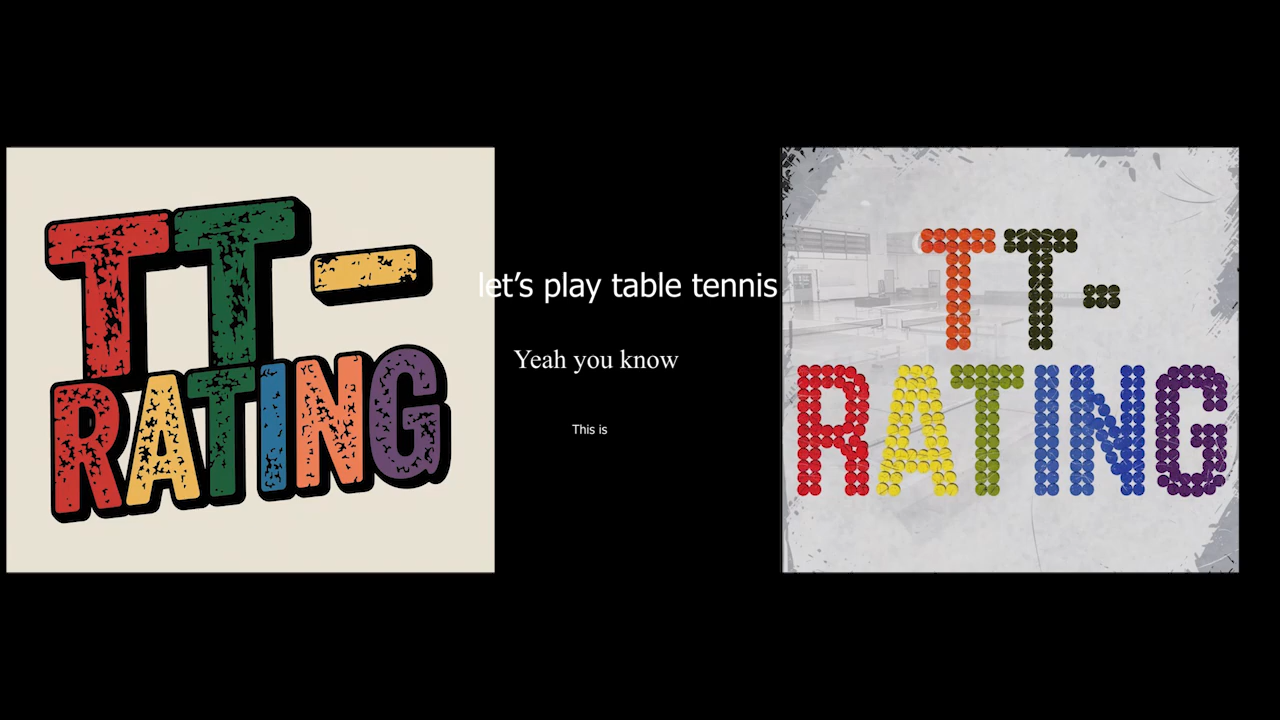 TT-
RATING
let’s play table tennis
Yeah you know
This is
TT-
RATING